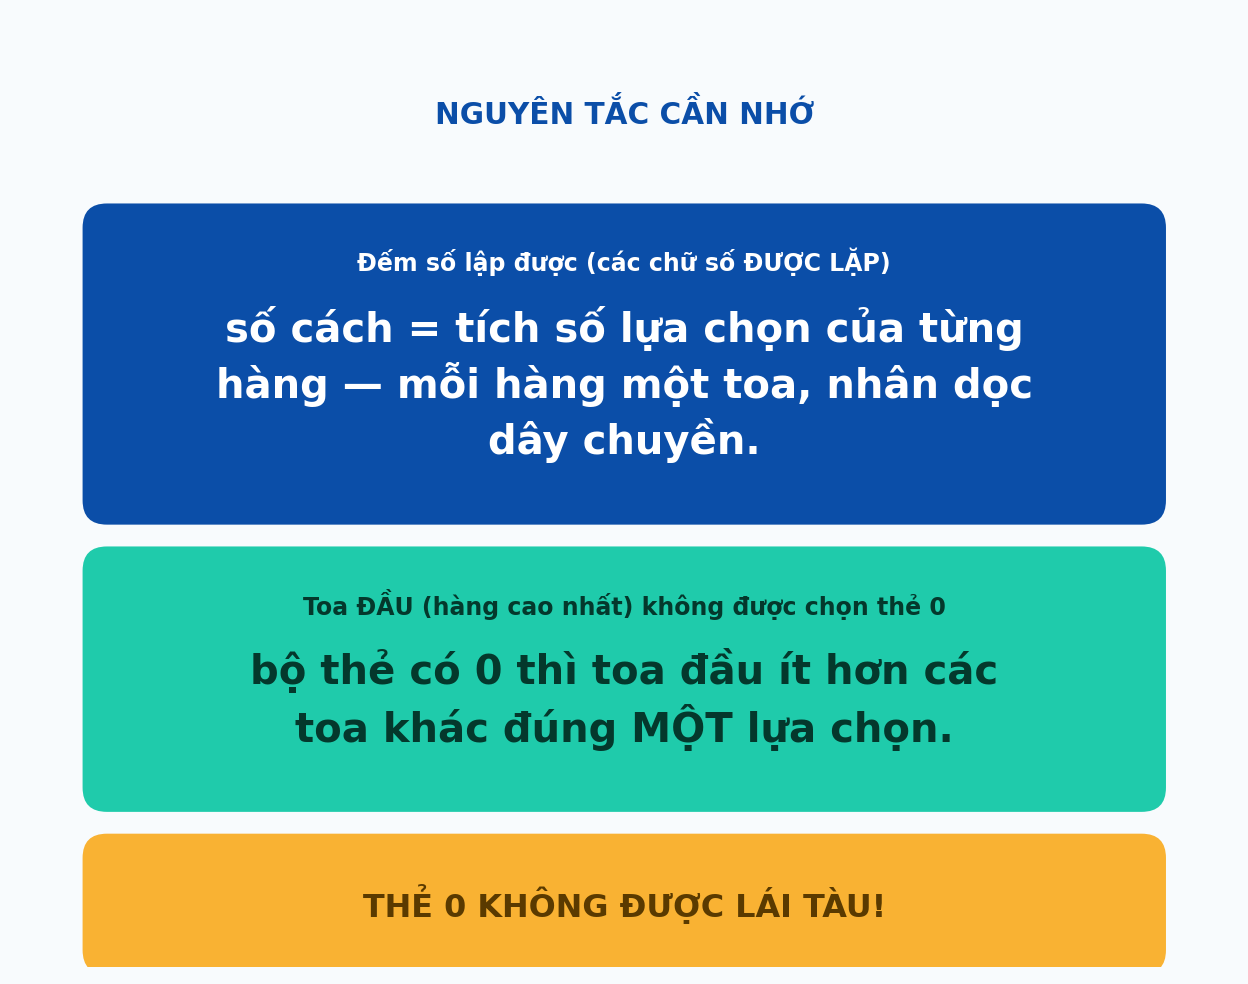 NGUYÊN TẮC CẦN NHỚ
Đếm số lập được (các chữ số ĐƯỢC LẶP)
số cách = tích số lựa chọn của từng
hàng — mỗi hàng một toa, nhân dọc
dây chuyền.
Toa ĐẦU (hàng cao nhất) không được chọn thẻ 0
bộ thẻ có 0 thì toa đầu ít hơn các
toa khác đúng MỘT lựa chọn.
THẺ 0 KHÔNG ĐƯỢC LÁI TÀU!